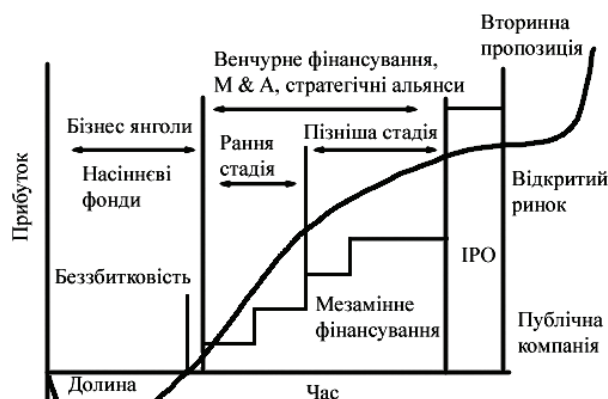 Вторинна
пропозиція
Венчурне фінансування,
М & А, стратегічні альянси
Бізнес янголи
Рання
стадія
Пізніша стадія
Насіннєві
фонди
Відкритий
ринок
Прибуток
Беззбитковість
ІРО
Мезамінне
фінансування
Публічна
компанія
Долина
Час